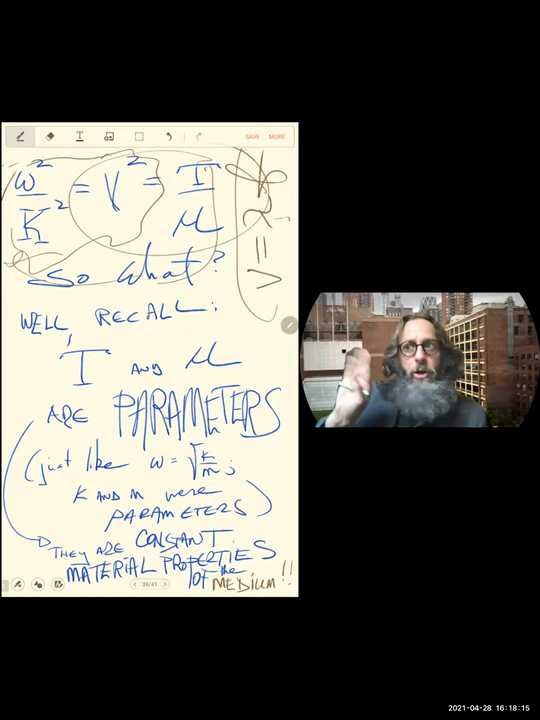 SAVE MORE
ω²/K² = V² = T/μ
So what?
WELL, RECALL:
T AND μ
ARE PARAMETERS
(just like ω = √k/m ;
K AND M were
PARAMETERS)
THEY ARE CONSTANT
MATERIAL PROPERTIES
OF the MEDIUM!!
39/41
2021-04-28 16:18:15